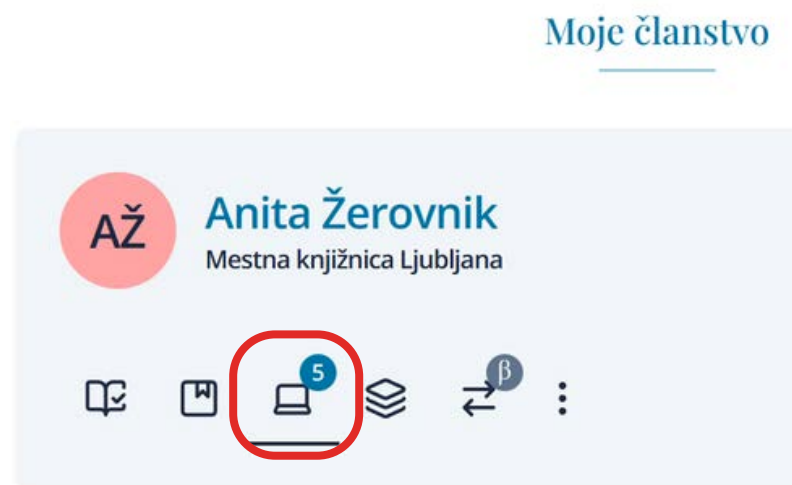 Moje članstvo
AŽ
Anita Žerovnik
Mestna knjižnica Ljubljana
5
β